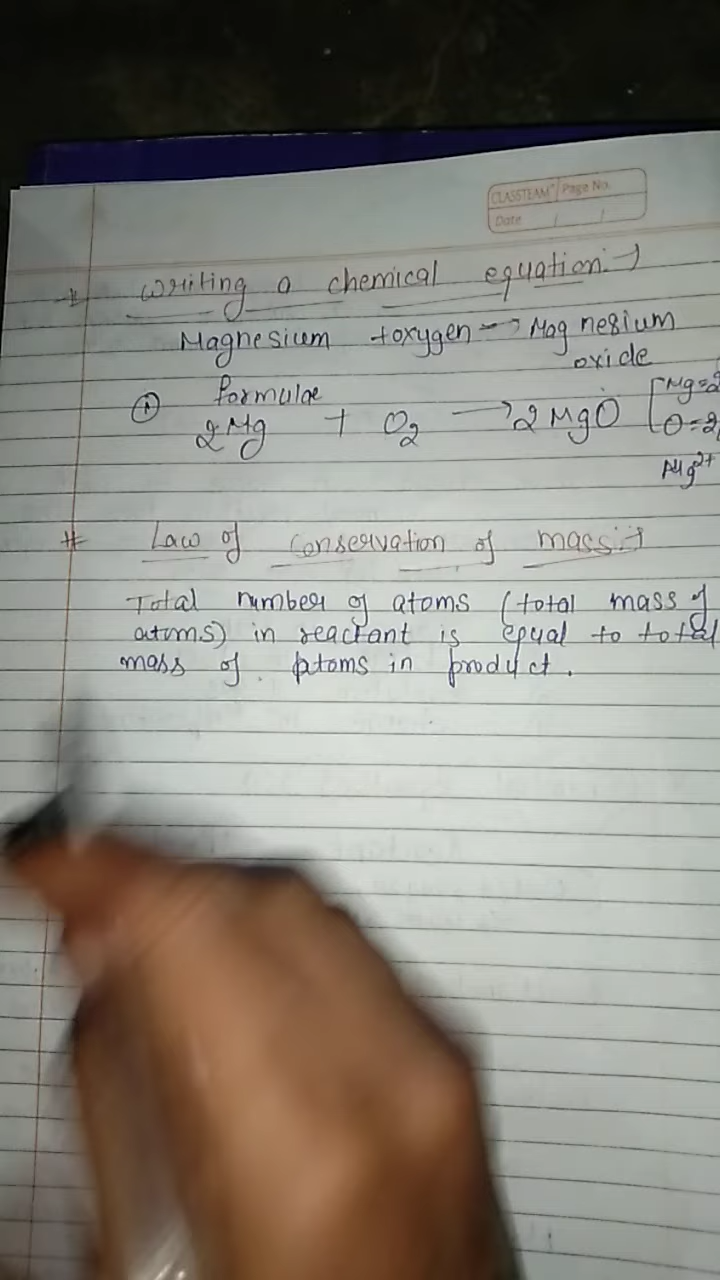 CLASSTEAM Page No.
Date / /
Writing a chemical equation:-)
Magnesium + oxygen → Magnesium
oxide
① formulae [Mg=2
2Mg + O2 → 2MgO [O=2
Mg2+
# Law of conservation of mass:-)
Total number of atoms (total mass of
atoms) in reactant is equal to total
mass of atoms in product.